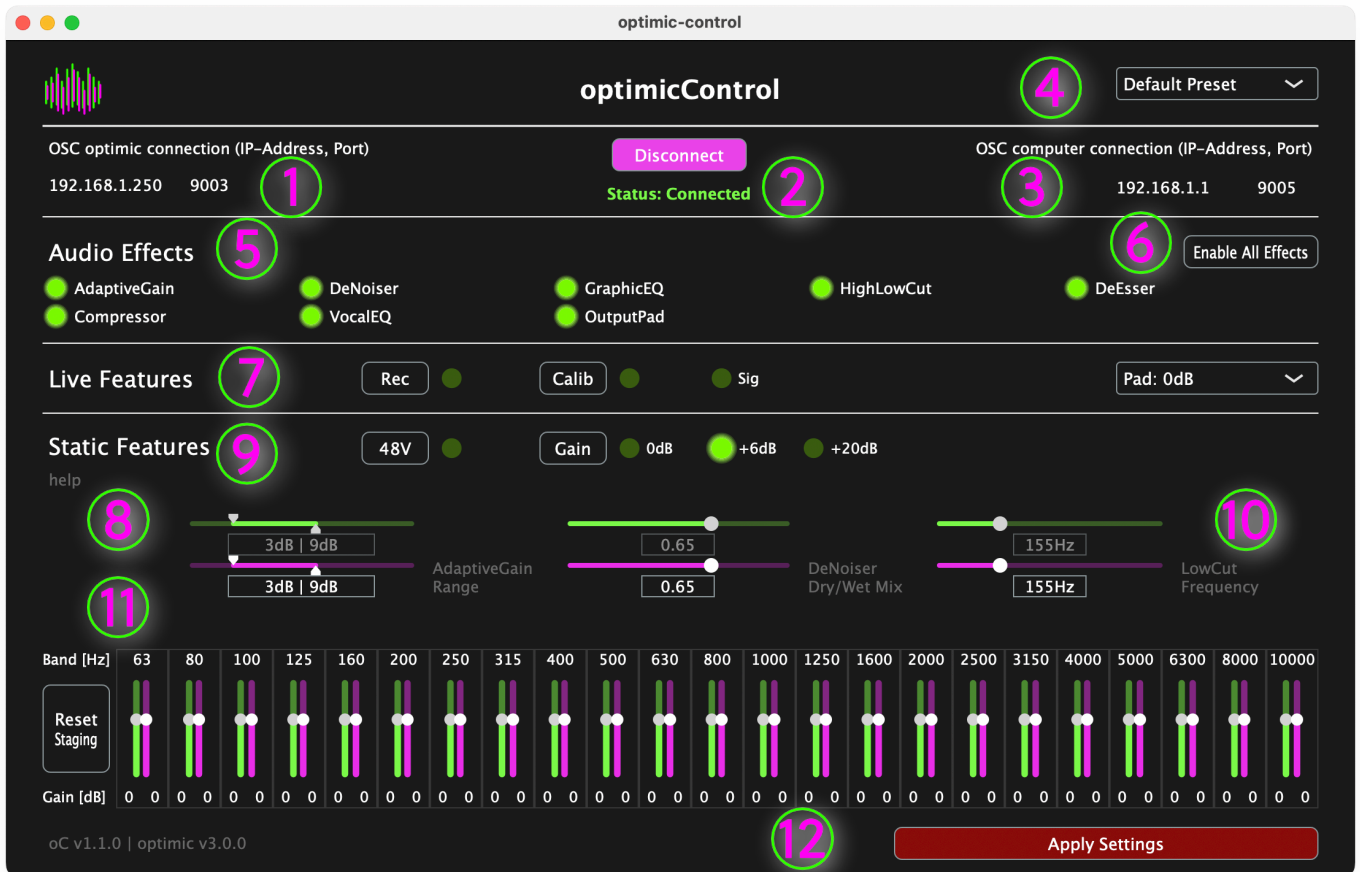 optimic-control
optimicControl
4
Default Preset
OSC optimic connection (IP-Address, Port)
Disconnect
OSC computer connection (IP-Address, Port)
192.168.1.250 9003
1
Status: Connected
2
3
192.168.1.1 9005
Audio Effects
5
6
Enable All Effects
AdaptiveGain
DeNoiser
GraphicEQ
HighLowCut
DeEsser
Compressor
VocalEQ
OutputPad
Live Features
7
Rec
Calib
Sig
Pad: 0dB
Static Features
9
48V
Gain
0dB
+6dB
+20dB
help
8
10
3dB | 9dB
0.65
155Hz
3dB | 9dB
AdaptiveGain
Range
0.65
DeNoiser
Dry/Wet Mix
155Hz
LowCut
Frequency
11
Band [Hz] 63 80 100 125 160 200 250 315 400 500 630 800 1000 1250 1600 2000 2500 3150 4000 5000 6300 8000 10000
Reset
Staging
Gain [dB] 0 0 0 0 0 0 0 0 0 0 0 0 0 0 0 0 0 0 0 0 0 0 0 0 0 0 0 0 0 0 0 0 0 0 0 0 0 0 0 0 0 0 0 0 0 0
oC v1.1.0 | optimic v3.0.0
12
Apply Settings